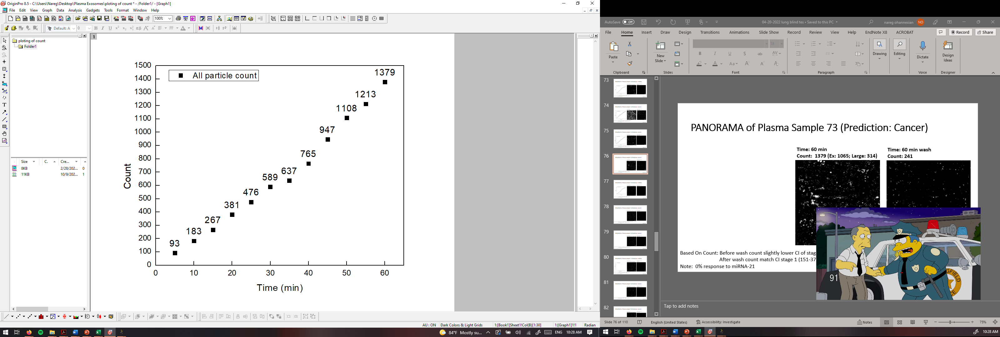 OriginPro 8.5 - C:\Users\Nareg\Desktop\Plasma Exosomes\ploting of count * - /Folder1/ - [Graph1]
File Edit View Graph Data Analysis Gadgets Tools Format Window Help
100%
Default: A 0 B I U
ploting of count
Folder1
Size C. Cre...
8KB 2/28/202... 0
11KB 10/9/202... 1
1
All particle count
1500
1400
1300
1200
1100
1000
900
800
700
600
500
400
300
200
100
0
Count
93
183
267
381
476
589
637
765
947
1108
1213
1379
0 10 20 30 40 50 60
Time (min)
AU : ON Dark Colors & Light Grids 1:[Book1]Sheet1!Col(B)[1:30] 1:[Graph1]1!1 Radian
84°F Mostly su... ENG 10:28 AM
AutoSave Off 04-20-2022 lung blind tes • Saved to this PC nareg ohannesian NO
File Home Insert Draw Design Transitions Animations Slide Show Record Review View Help EndNote X8 ACROBAT Record Share
Paste
New
Slide
18
B I U S ab AV
Aa A A
Drawing
Editing
Dictate
Design
Ideas
Clipboard Slides Font Paragraph Voice Designer
73
74
75
76
77
78
79
80
81
82
PANORAMA of Plasma Sample 73 (Prediction: Cancer)
Time: 60 min
Count: 1379 (Ex: 1065; Large: 314)
Time: 60 min wash
Count: 241
Based On Count: Before wash count slightly lower CI of stag
After wash count match CI stage 1 (151-37
Note: 0% response to miRNA-21
91
GFIELD
CE
Tap to add notes
Slide 76 of 110 English (United States) Accessibility: Investigate Notes 75%
10:28 AM